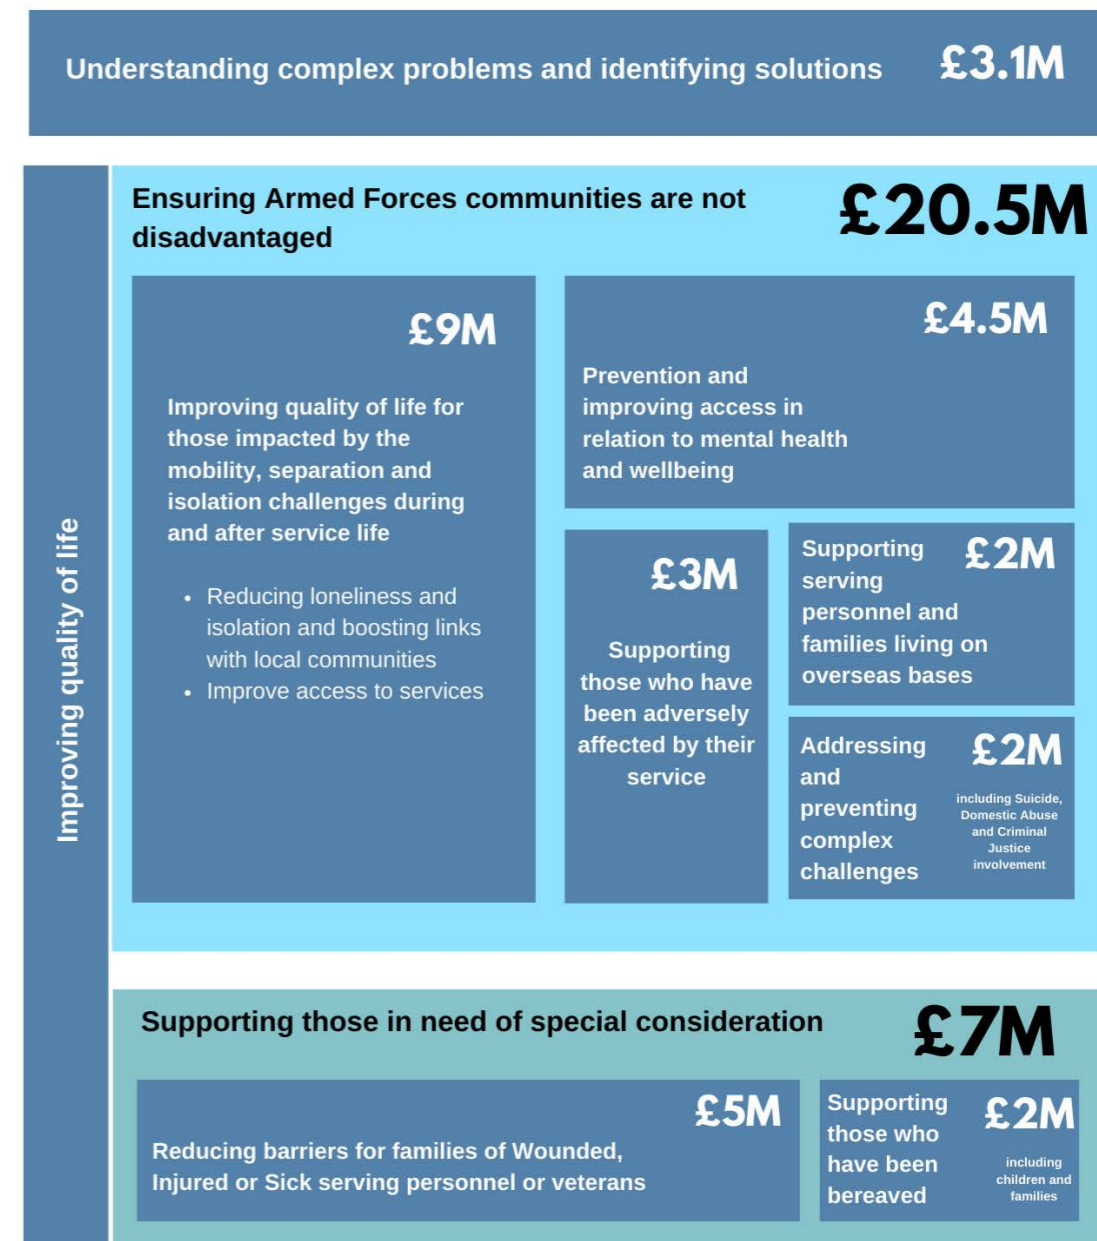 Understanding complex problems and identifying solutions
£3.1M
Improving quality of life
Ensuring Armed Forces communities are not
disadvantaged
£20.5M
£9M
Improving quality of life for
those impacted by the
mobility, separation and
isolation challenges during
and after service life
• Reducing loneliness and
isolation and boosting links
with local communities
• Improve access to services
£4.5M
Prevention and
improving access in
relation to mental health
and wellbeing
£3M
Supporting
those who have
been adversely
affected by their
service
Supporting
serving
personnel and
families living on
overseas bases
£2M
Addressing
and
preventing
complex
challenges
£2M
including Suicide,
Domestic Abuse
and Criminal
Justice
involvement
Supporting those in need of special consideration
£7M
£5M
Reducing barriers for families of Wounded,
Injured or Sick serving personnel or veterans
Supporting
those who
have been
bereaved
£2M
including
children and
families